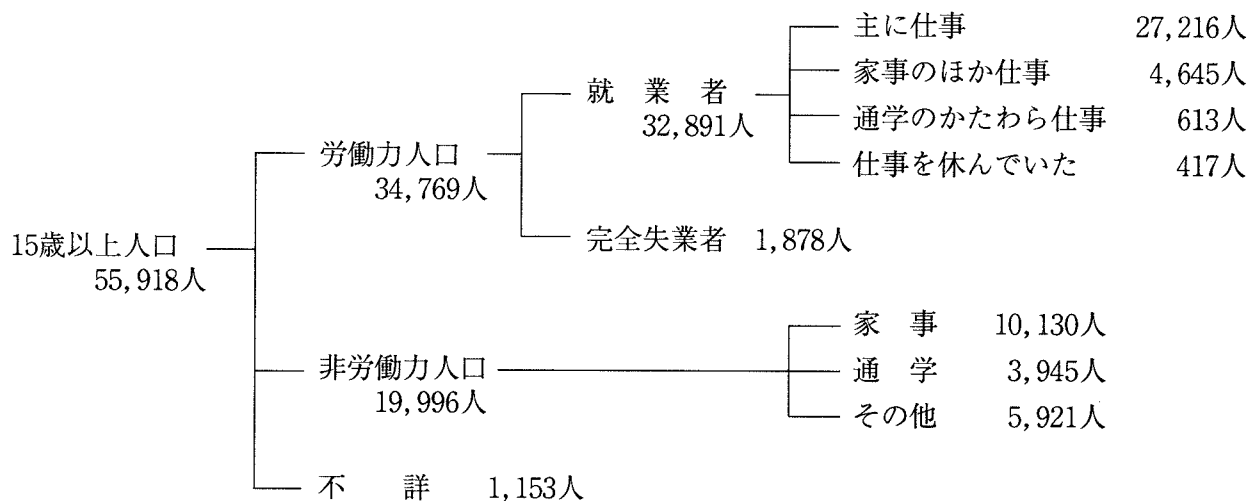 15歳以上人口
55,918人
労働力人口
34,769人
就業者
32,891人
主に仕事 27,216人
家事のほか仕事 4,645人
通学のかたわら仕事 613人
仕事を休んでいた 417人
完全失業者 1,878人
非労働力人口
19,996人
家事 10,130人
通学 3,945人
その他 5,921人
不詳 1,153人